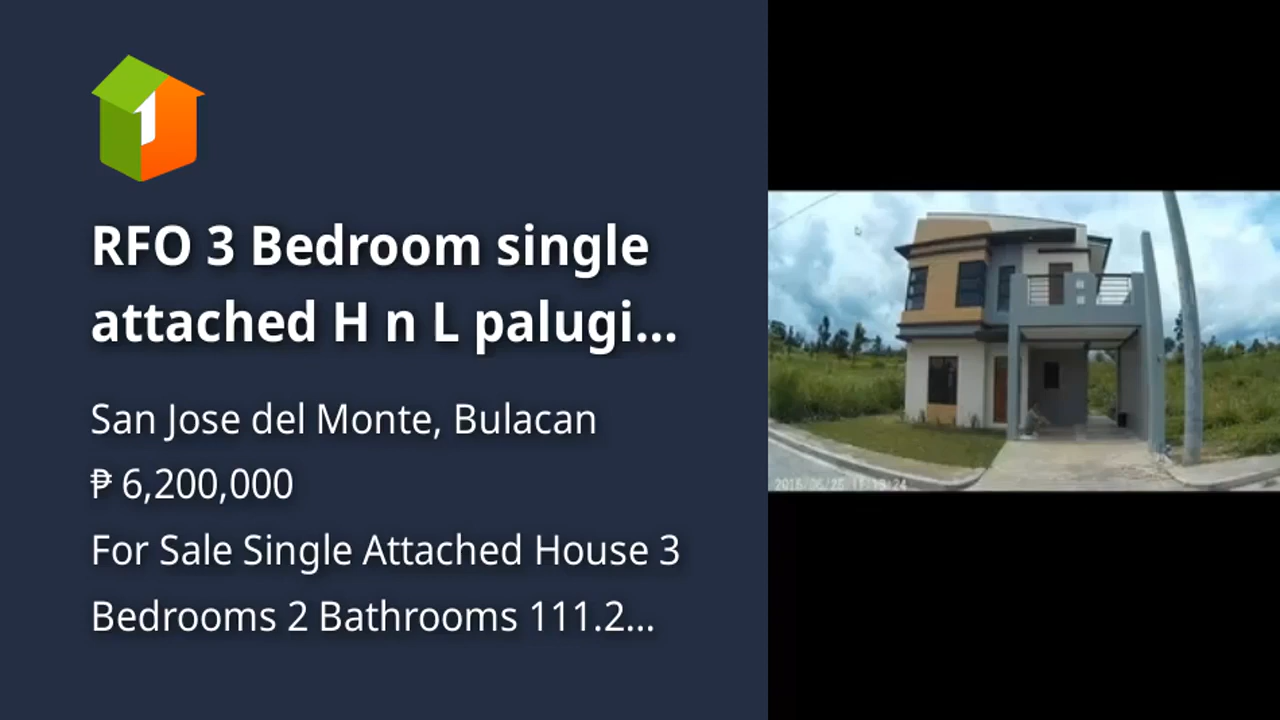 RFO 3 Bedroom single
attached H n L palugi...
San Jose del Monte, Bulacan
₱ 6,200,000
For Sale Single Attached House 3
Bedrooms 2 Bathrooms 111.2...